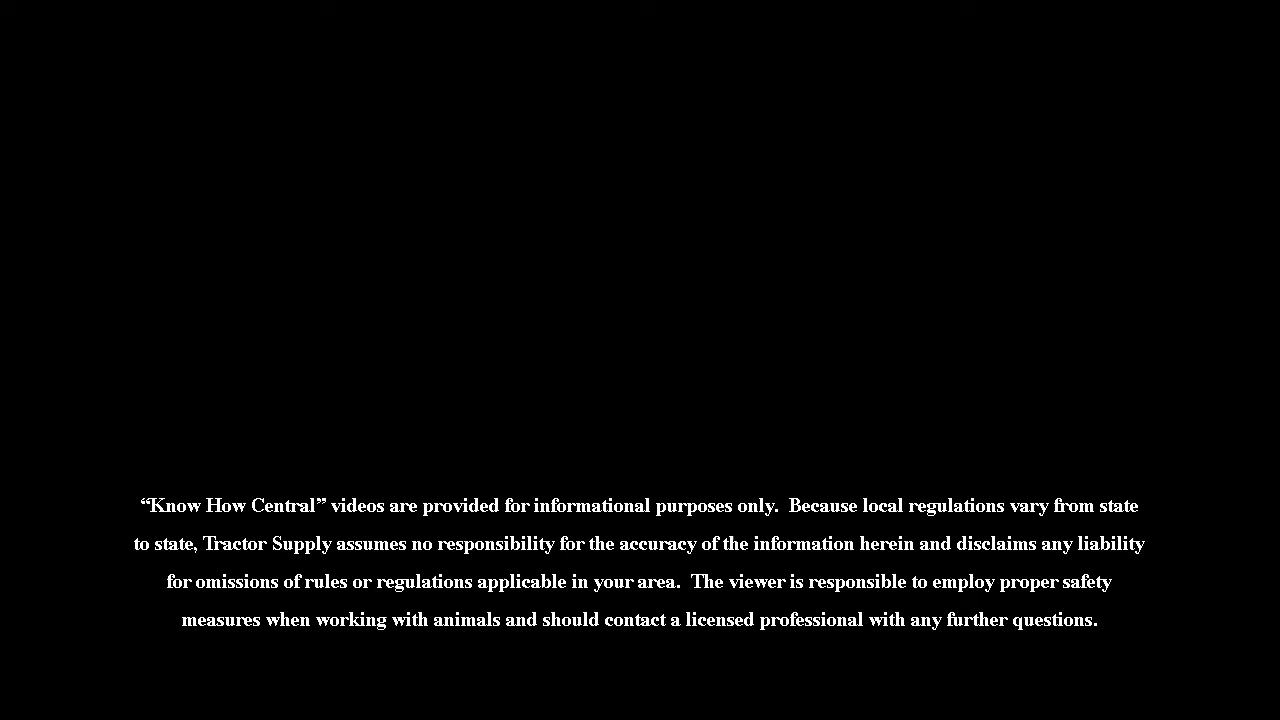 “Know How Central” videos are provided for informational purposes only.  Because local regulations vary from state
to state, Tractor Supply assumes no responsibility for the accuracy of the information herein and disclaims any liability
for omissions of rules or regulations applicable in your area.  The viewer is responsible to employ proper safety
measures when working with animals and should contact a licensed professional with any further questions.